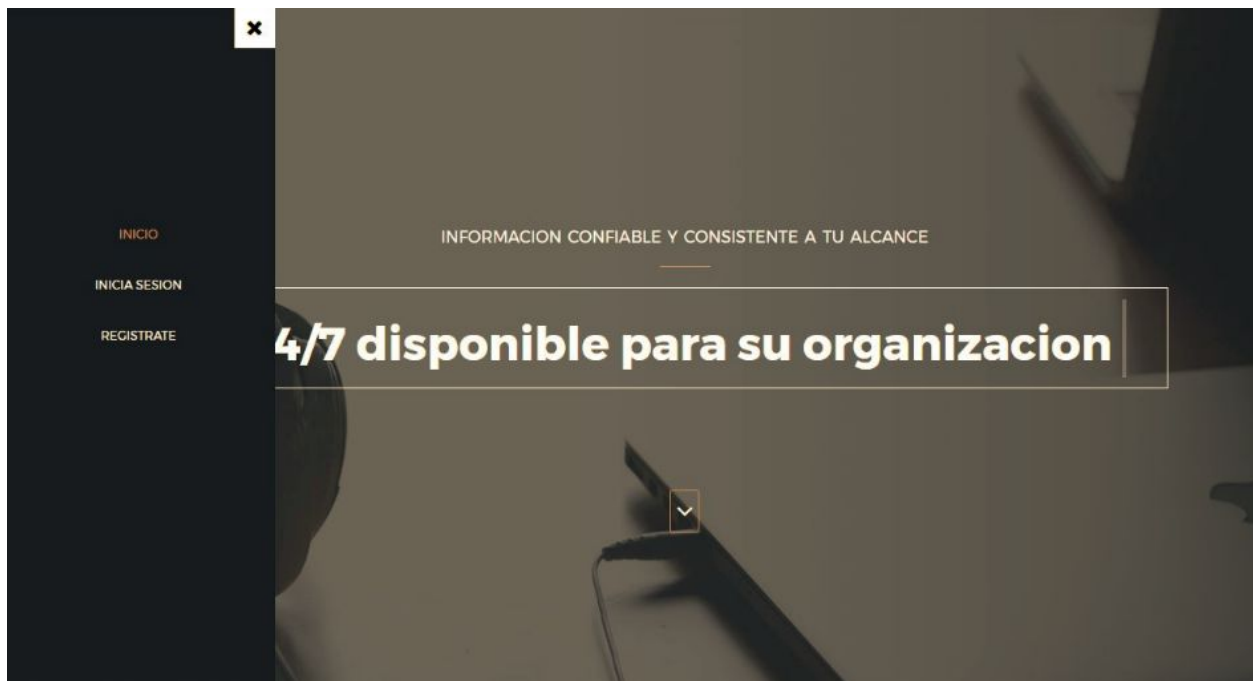 INICIO
INICIA SESION
REGISTRATE
INFORMACION CONFIABLE Y CONSISTENTE A TU ALCANCE
4/7 disponible para su organizacion